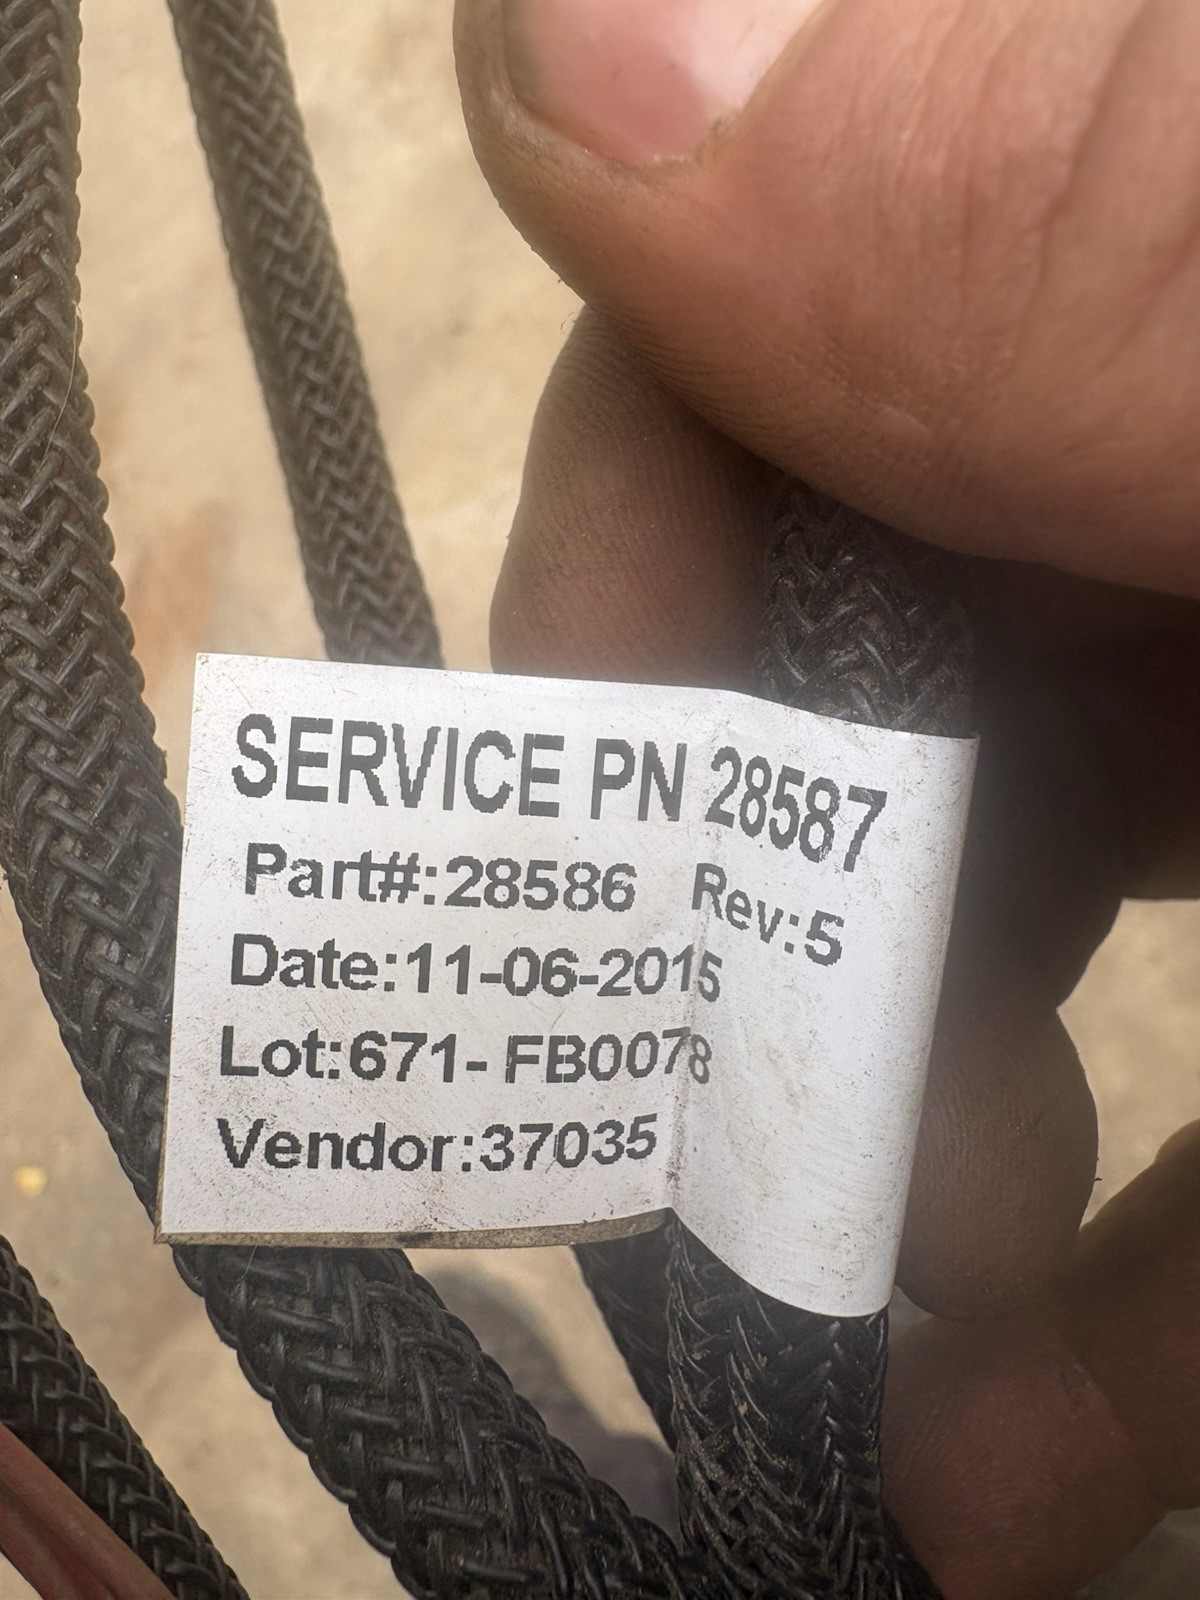 SERVICE PN 28587
Part#:28586 Rev:5
Date:11-06-2015
Lot:671- FB0078
Vendor:37035